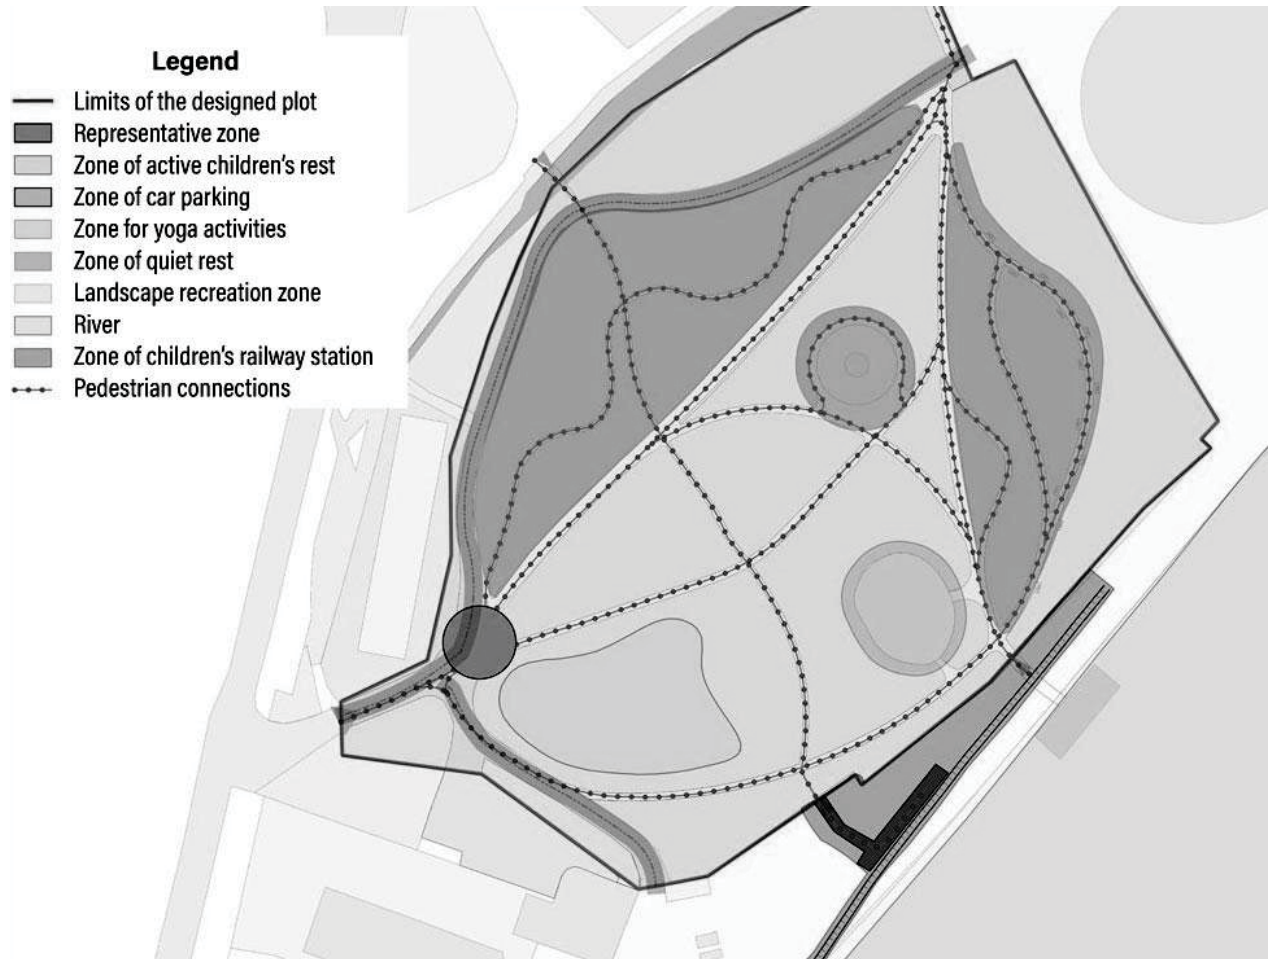 Legend
Limits of the designed plot
Representative zone
Zone of active children's rest
Zone of car parking
Zone for yoga activities
Zone of quiet rest
Landscape recreation zone
River
Zone of children's railway station
Pedestrian connections